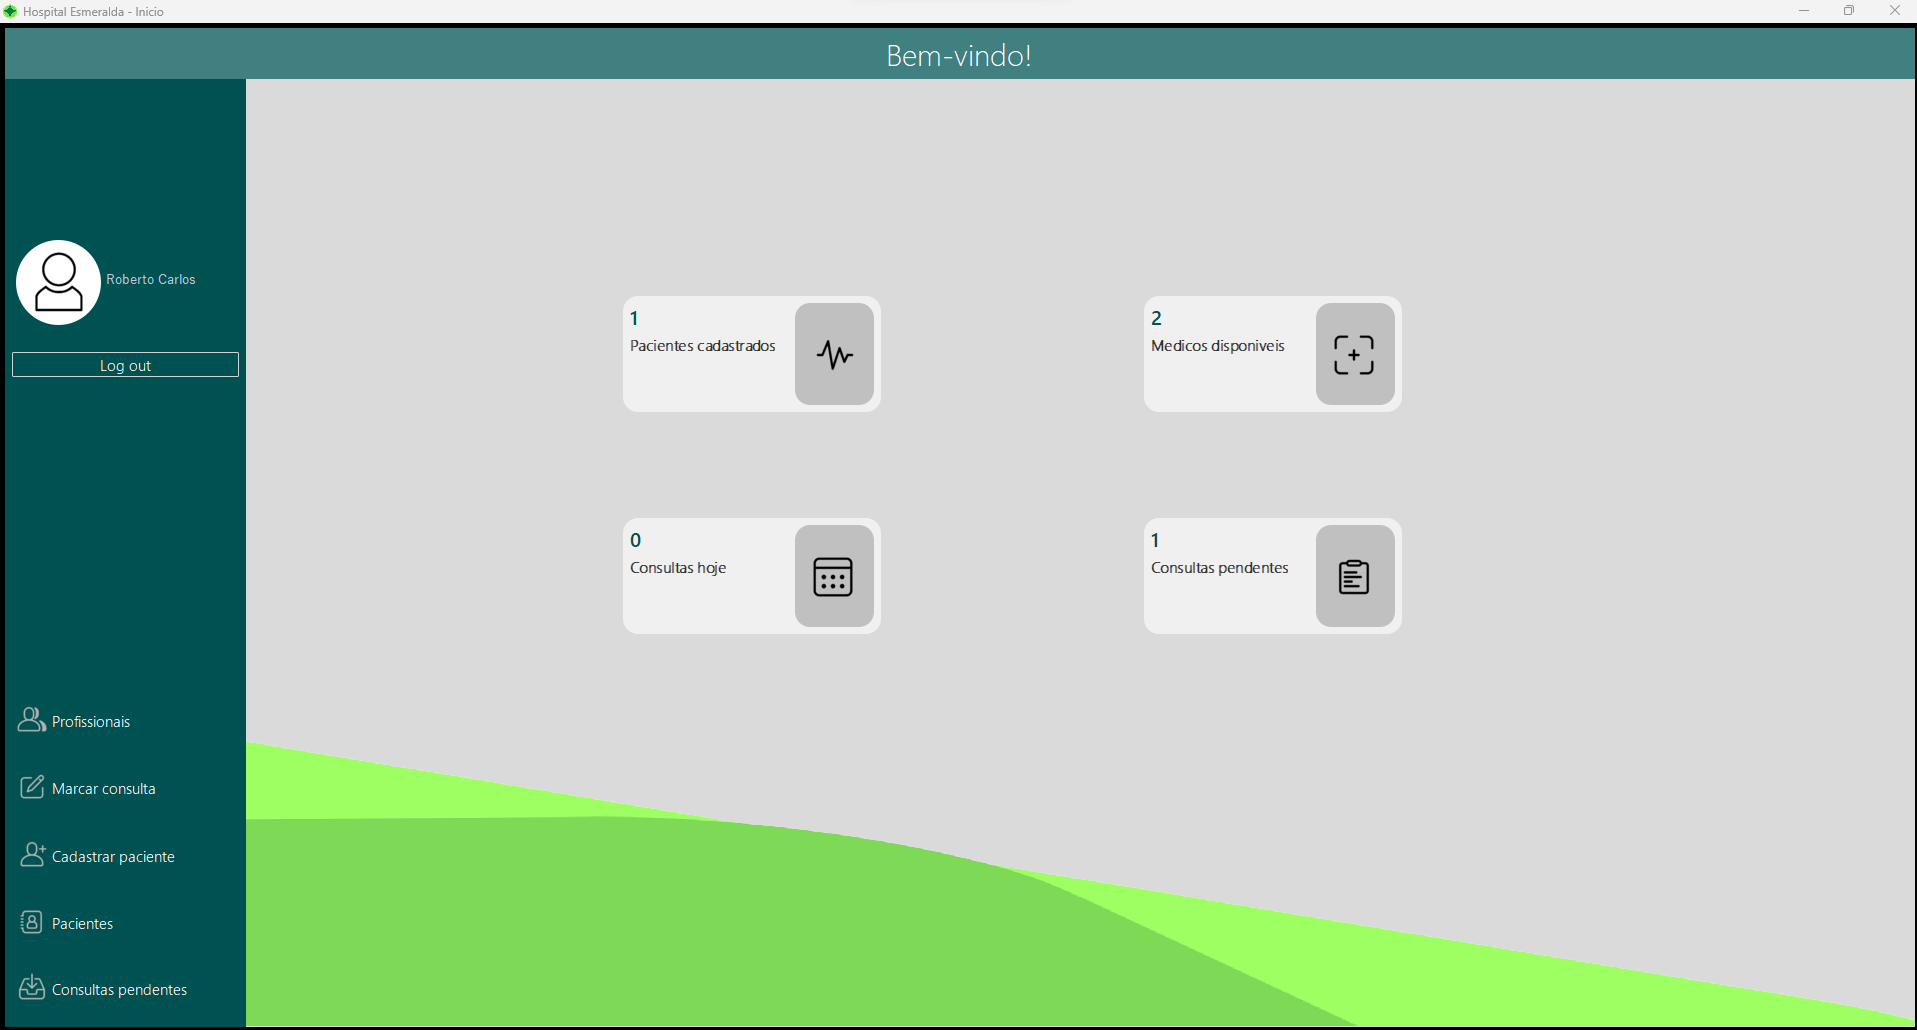 Hospital Esmeralda - Inicio
Bem-vindo!
Roberto Carlos
Log out
1
Pacientes cadastrados
2
Medicos disponiveis
0
Consultas hoje
1
Consultas pendentes
Profissionais
Marcar consulta
Cadastrar paciente
Pacientes
Consultas pendentes